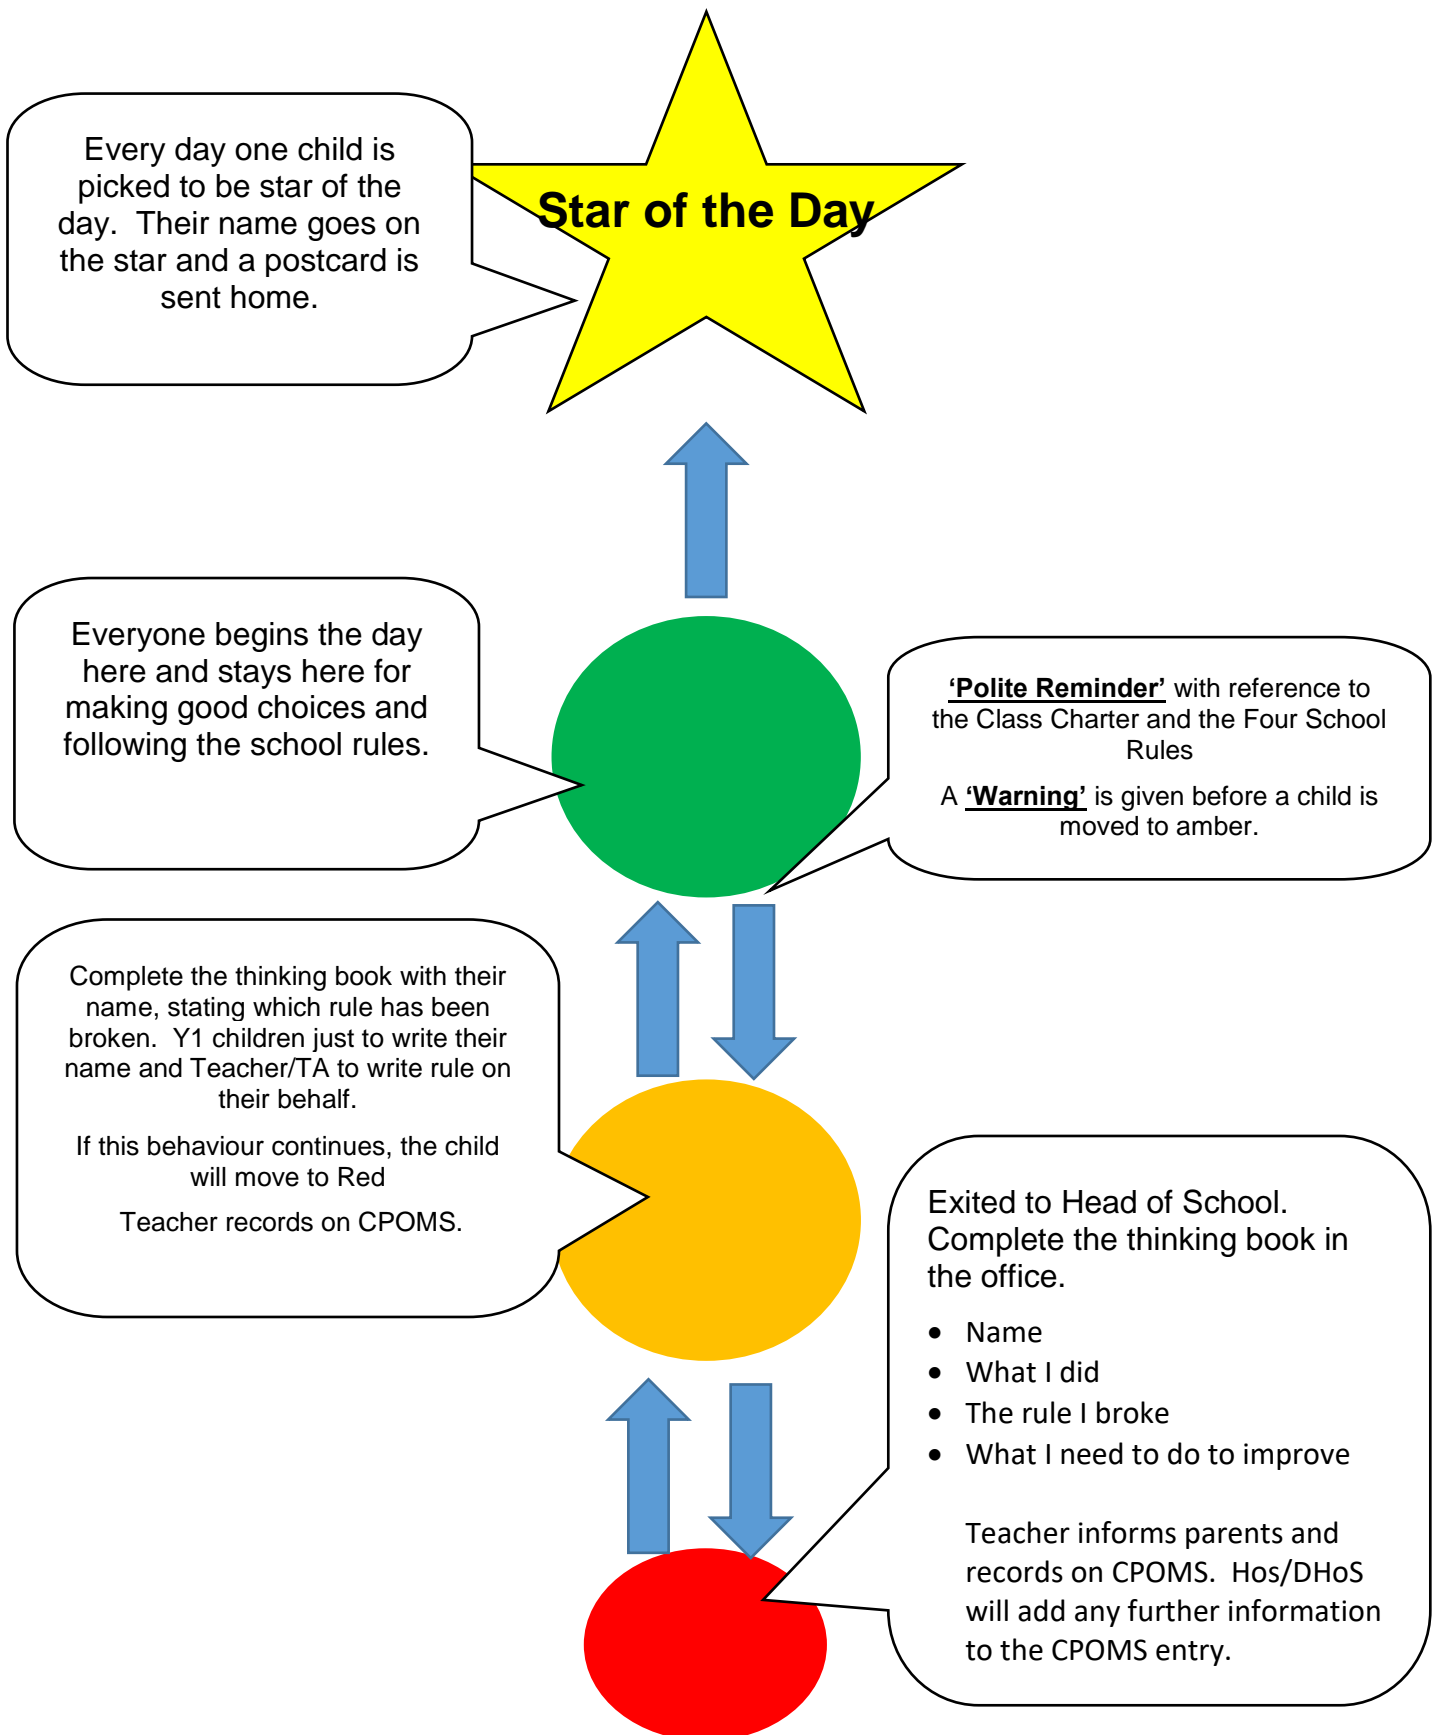 Star of the Day
Every day one child is
picked to be star of the
day.  Their name goes on
the star and a postcard is
sent home.
Everyone begins the day
here and stays here for
making good choices and
following the school rules.
‘Polite Reminder’ with reference to
the Class Charter and the Four School
Rules
A ‘Warning’ is given before a child is
moved to amber.
Complete the thinking book with their
name, stating which rule has been
broken.  Y1 children just to write their
name and Teacher/TA to write rule on
their behalf.
If this behaviour continues, the child
will move to Red
Teacher records on CPOMS.
Exited to Head of School.
Complete the thinking book in
the office.
• Name
• What I did
• The rule I broke
• What I need to do to improve
Teacher informs parents and
records on CPOMS.  Hos/DHoS
will add any further information
to the CPOMS entry.